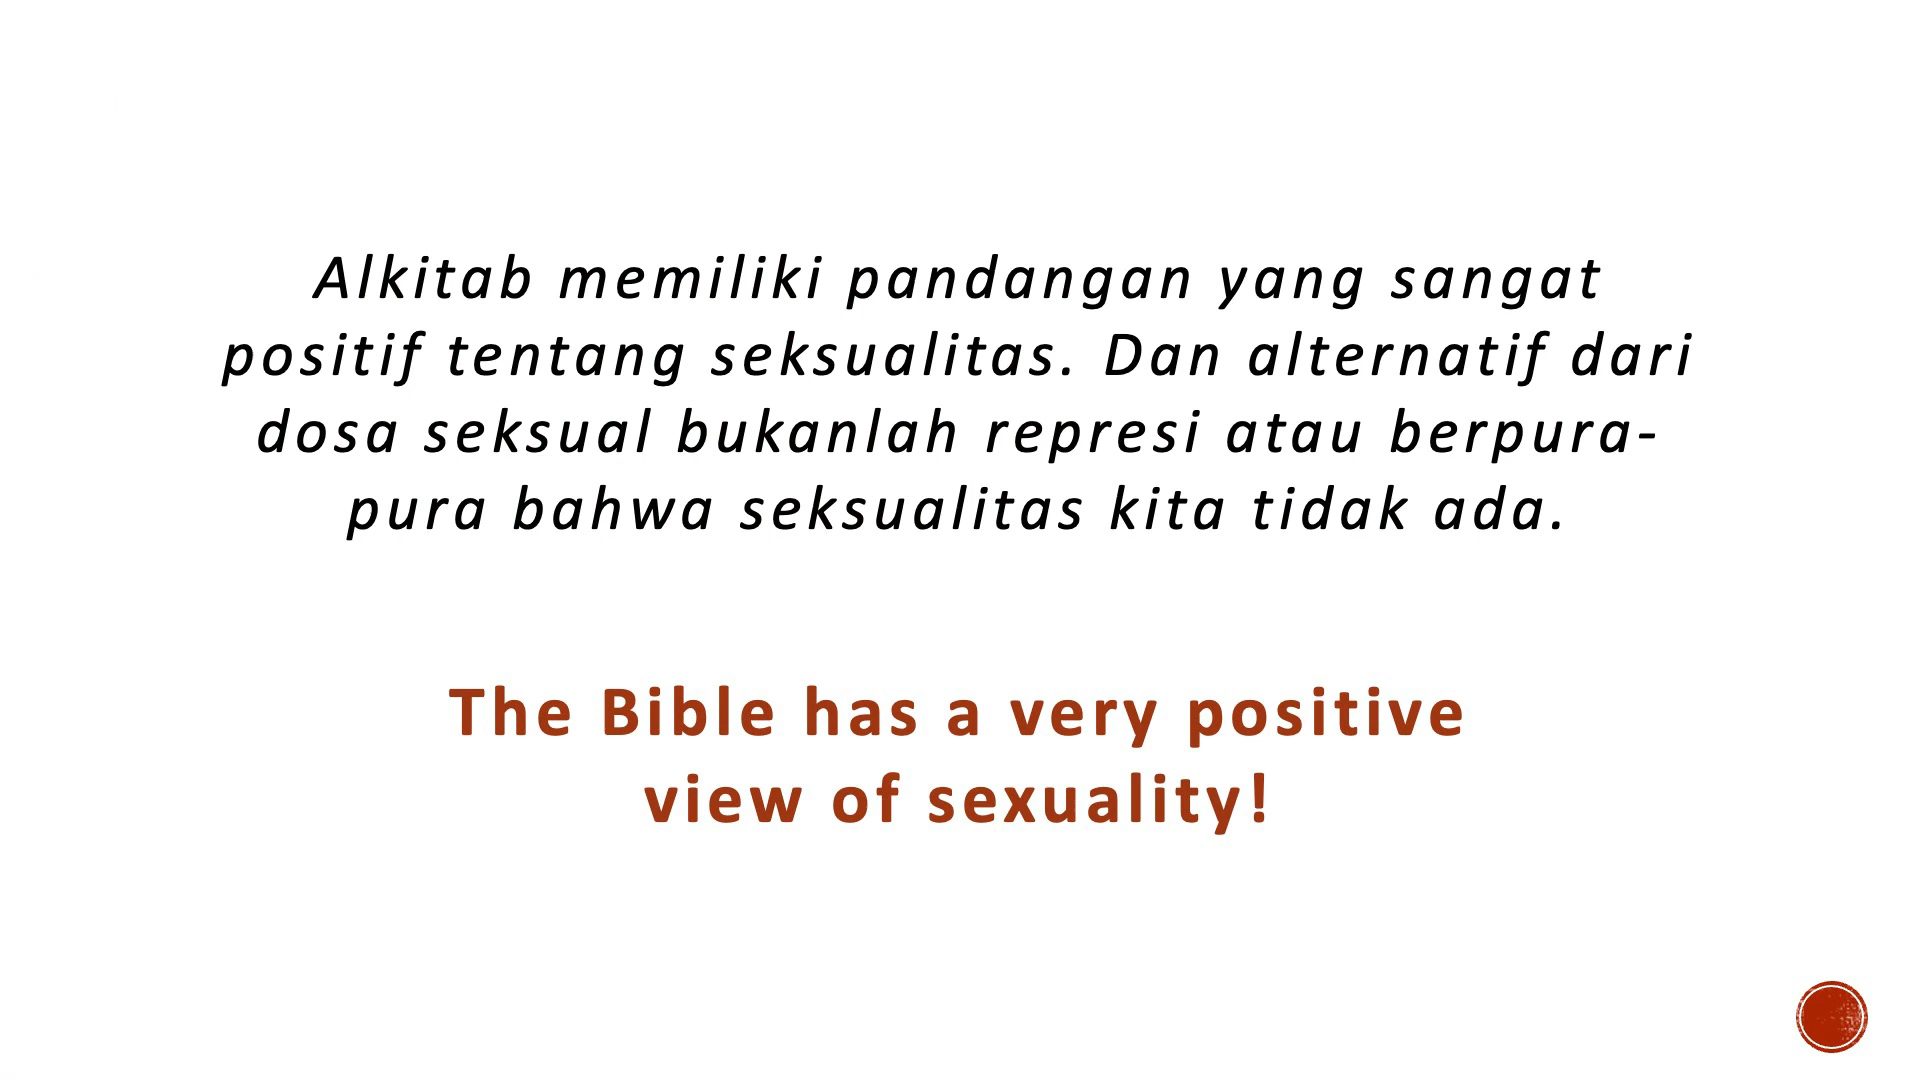 Alkitab memiliki pandangan yang sangat
positif tentang seksualitas. Dan alternatif dari
dosa seksual bukanlah represi atau berpura-
pura bahwa seksualitas kita tidak ada.
The Bible has a very positive
view of sexuality!